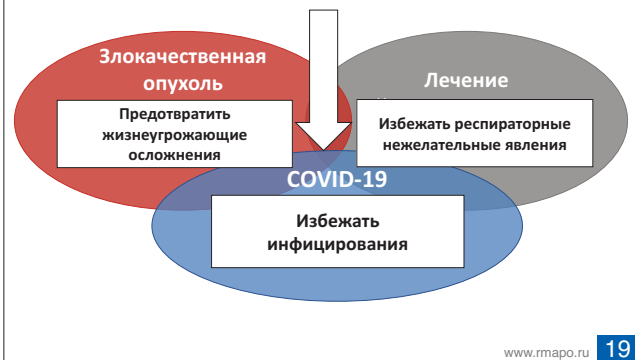 Злокачественная
опухоль
Предотвратить
жизнеугрожающие
осложнения
Лечение
Избежать респираторные
нежелательные явления
COVID-19
Избежать
инфицирования
www.rmapo.ru 19